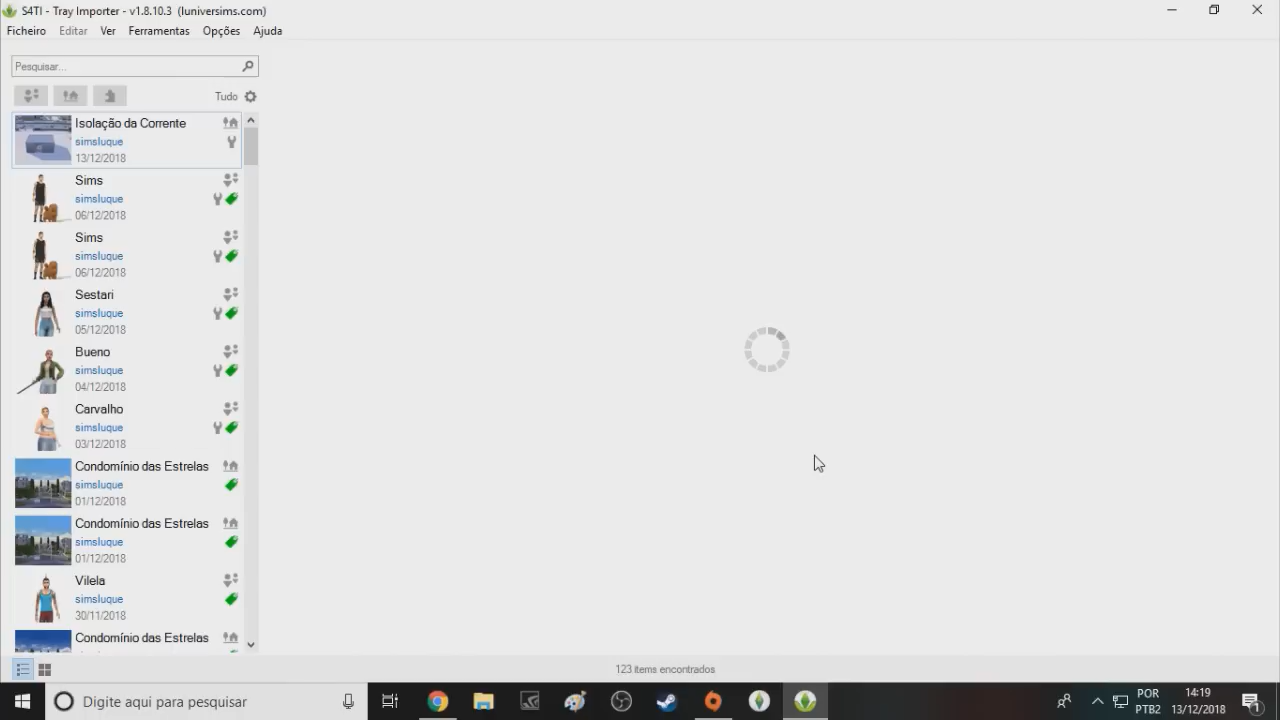 S4TI - Tray Importer - v1.8.10.3 (luniversims.com)
Ficheiro Editar Ver Ferramentas Opções Ajuda
Pesquisar...
Tudo
Isolação da Corrente
simsluque
13/12/2018
Sims
simsluque
06/12/2018
Sims
simsluque
06/12/2018
Sestari
simsluque
05/12/2018
Bueno
simsluque
04/12/2018
Carvalho
simsluque
03/12/2018
Condomínio das Estrelas
simsluque
01/12/2018
Condomínio das Estrelas
simsluque
01/12/2018
Vilela
simsluque
30/11/2018
Condomínio das Estrelas
123 items encontrados
Digite aqui para pesquisar
POR
PTB2
14:19
13/12/2018
1